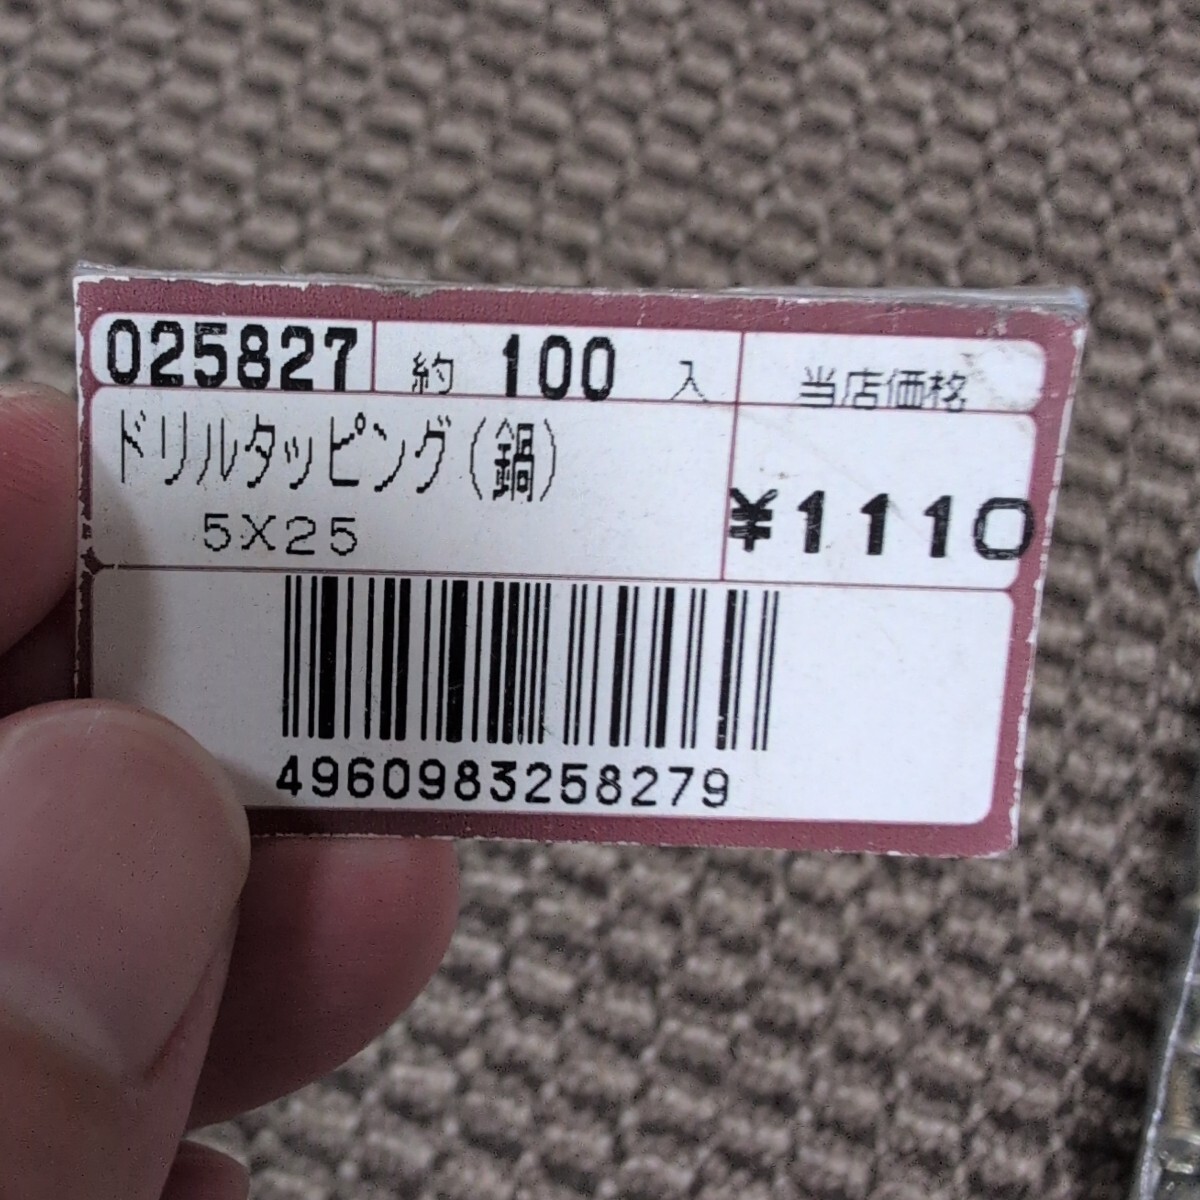 025827 約 100 入 当店価格
ドリルタッピング(鍋)
5X25
¥1110
4960983258279